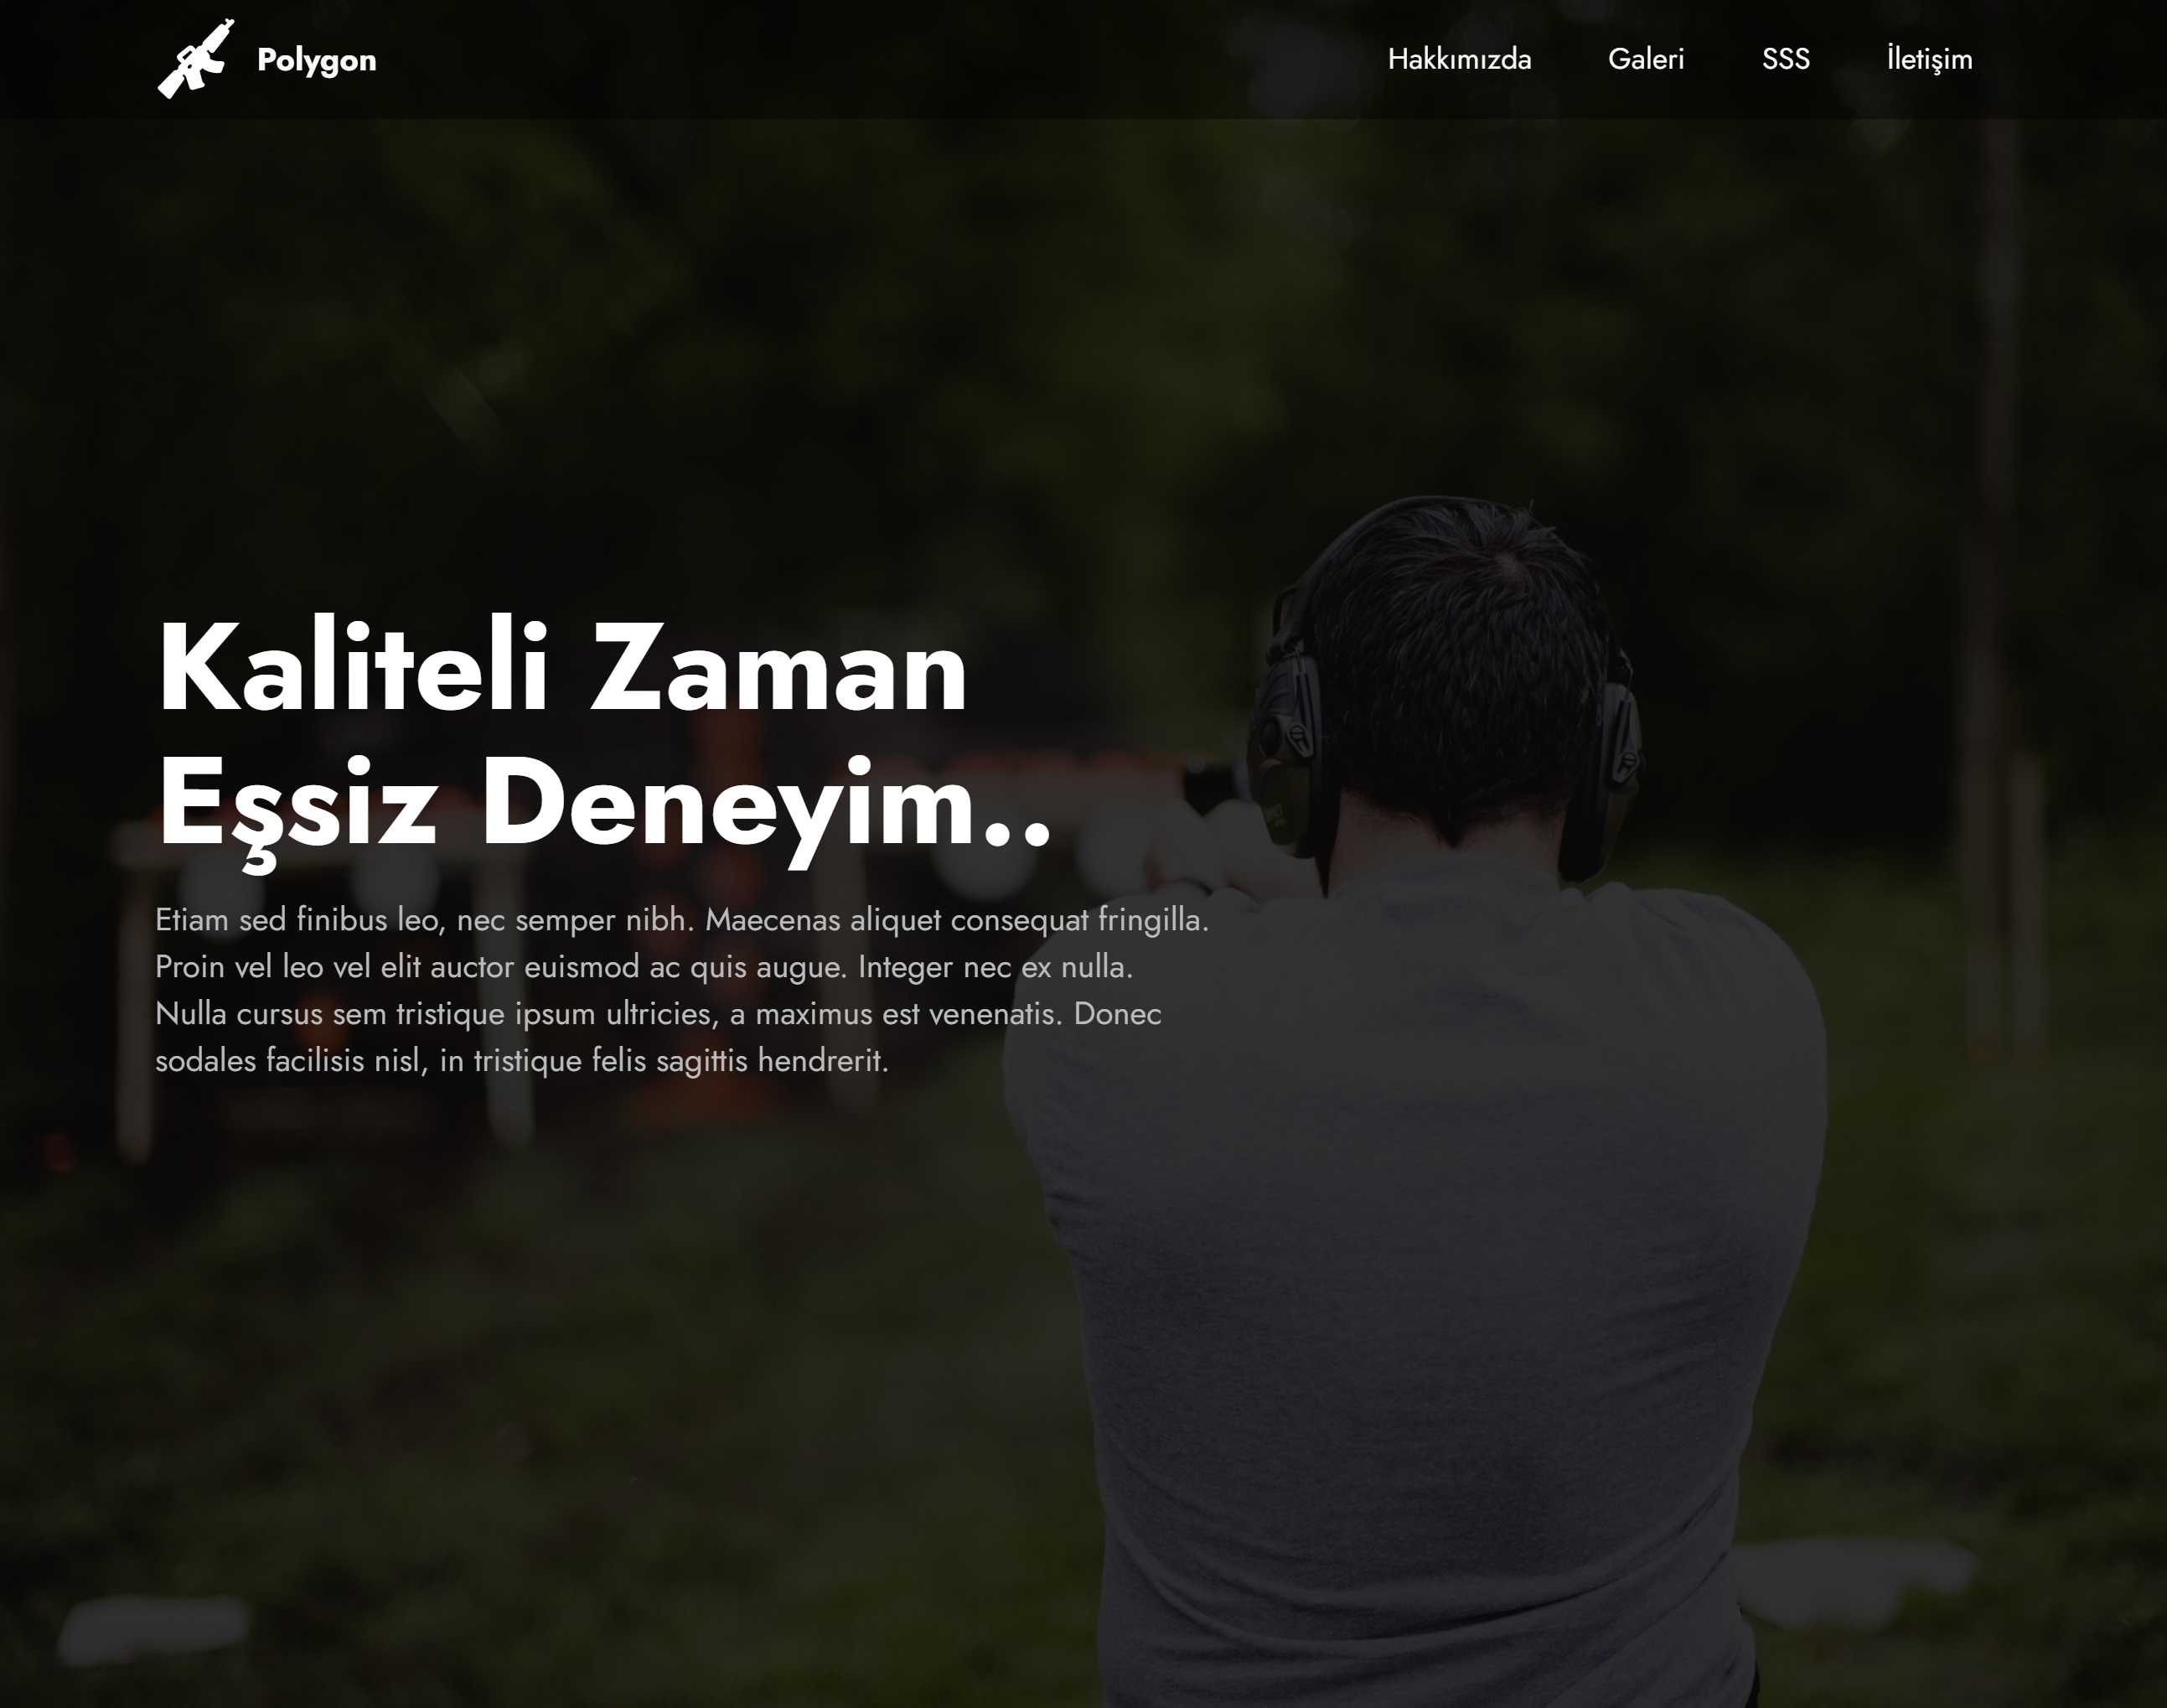 Polygon
Hakkımızda
Galeri
SSS
İletişim
Kaliteli Zaman
Eşsiz Deneyim..
Etiam sed finibus leo, nec semper nibh. Maecenas aliquet consequat fringilla.
Proin vel leo vel elit auctor euismod ac quis augue. Integer nec ex nulla.
Nulla cursus sem tristique ipsum ultricies, a maximus est venenatis. Donec
sodales facilisis nisl, in tristique felis sagittis hendrerit.